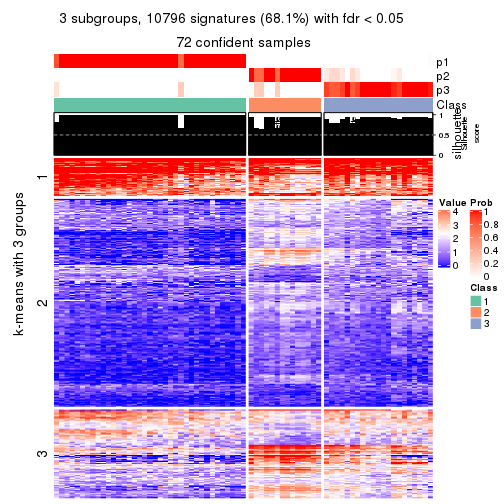 3 subgroups, 10796 signatures (68.1%) with fdr < 0.05
72 confident samples
p1
p2
p3
Class
silhouette
Silhouette
score
1
0.5
0
k-means with 3 groups
1
2
3
Value
4
3
2
1
0
Prob
1
0.8
0.6
0.4
0.2
0
Class
1
2
3